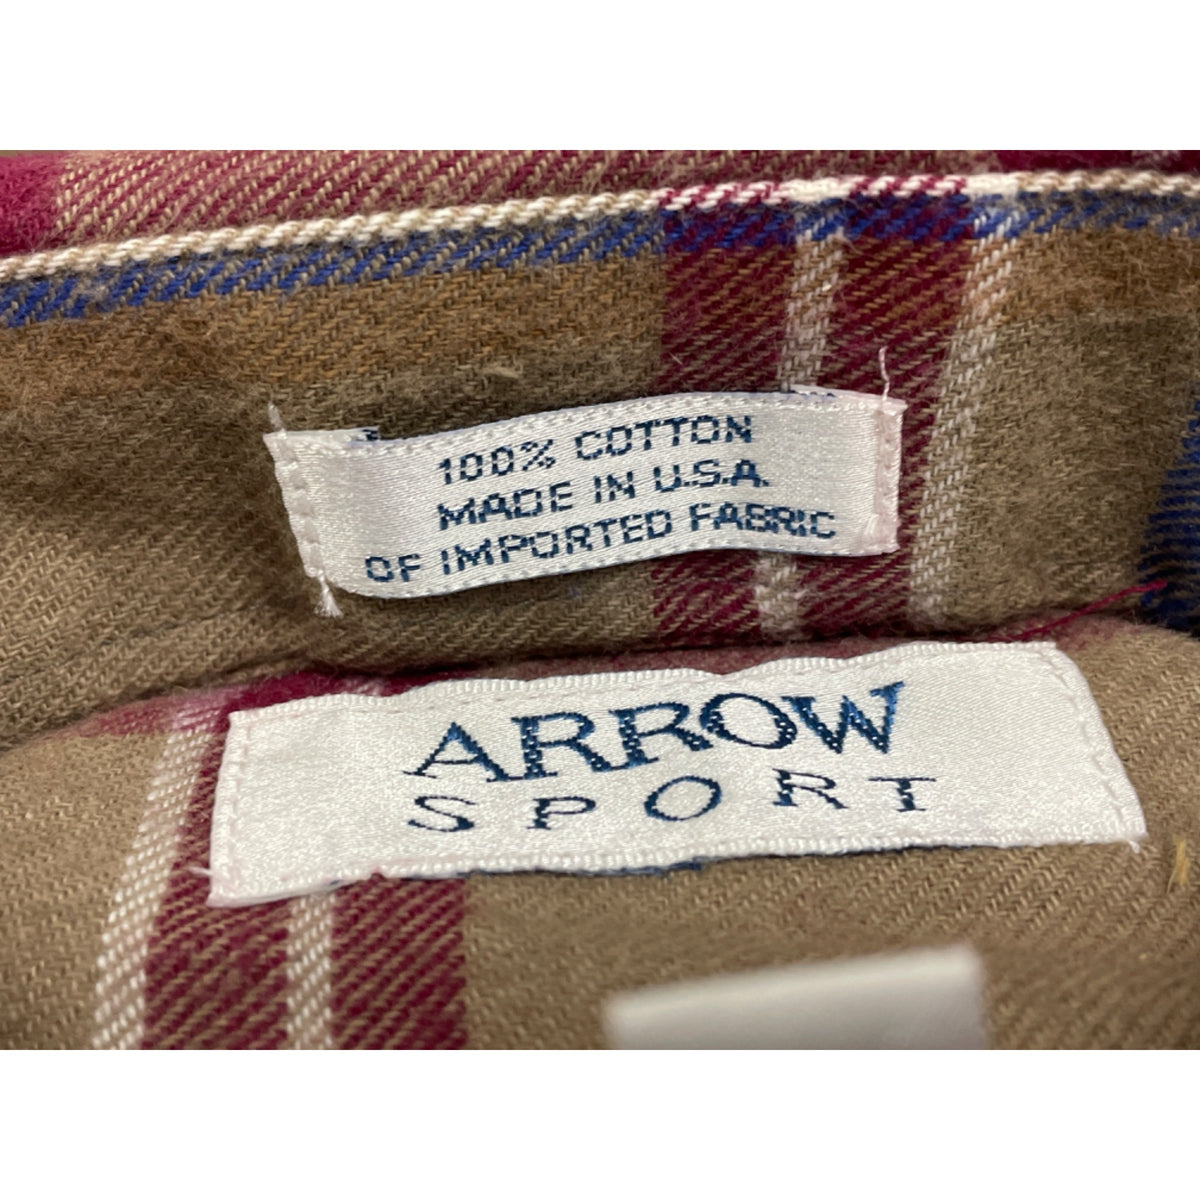 100% COTTON
MADE IN U.S.A.
OF IMPORTED FABRIC
ARROW
SPORT